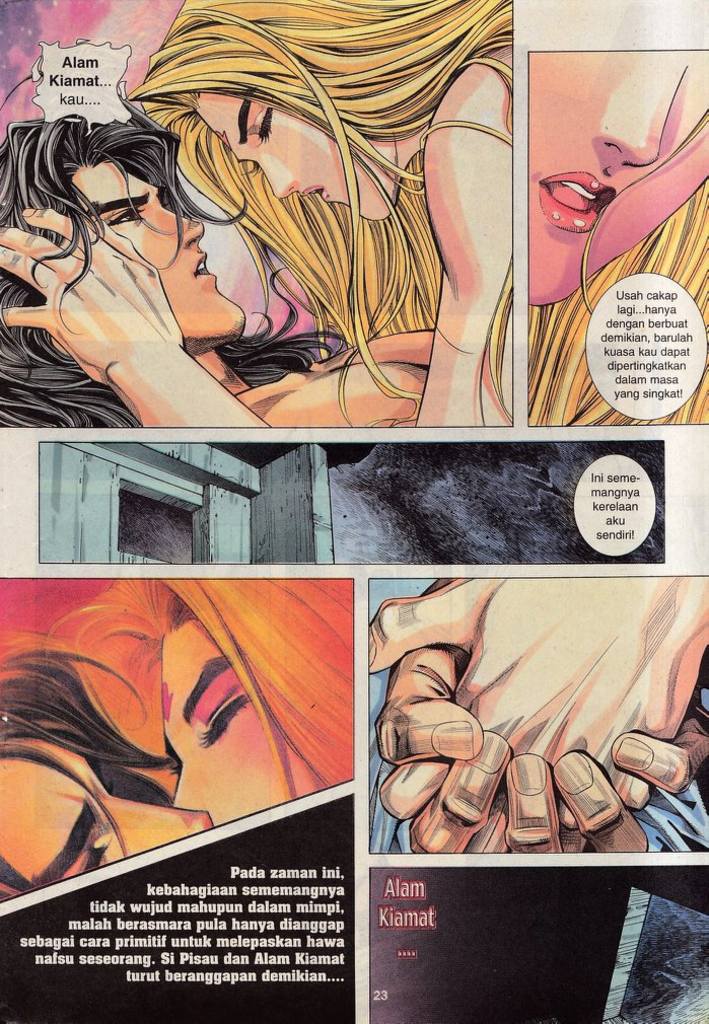 Alam
Kiamat...
kau....
Usah cakap
lagi...hanya
dengan berbuat
demikian, barulah
kuasa kau dapat
dipertingkatkan
dalam masa
yang singkat!
Ini seme-
mangnya
kerelaan
aku
sendiri!
Pada zaman ini,
kebahagiaan sememangnya
tidak wujud mahupun dalam mimpi,
malah berasmara pula hanya dianggap
sebagai cara primitif untuk melepaskan hawa
nafsu seseorang. Si Pisau dan Alam Kiamat
turut beranggapan demikian....
Alam
Kiamat
....
23